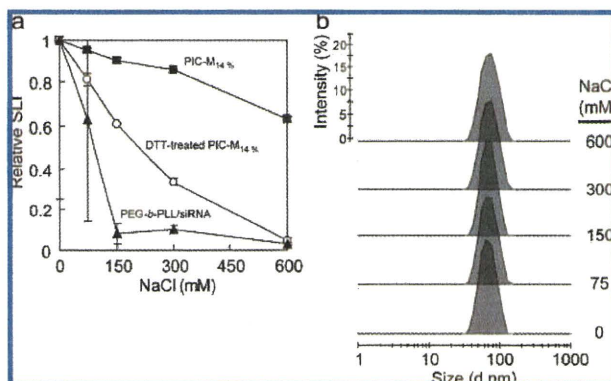 a
Relative SLI
1
0.8
0.6
0.4
0.2
0
0 150 300 450 600
NaCl (mM)
PIC-M14 %
DTT-treated PIC-M14 %
PEG-b-PLL/siRNA
b
Intensity (%)
20
15
10
5
0
NaCl
(mM)
600
300
150
75
0
1 10 100 1000
Size (d.nm)